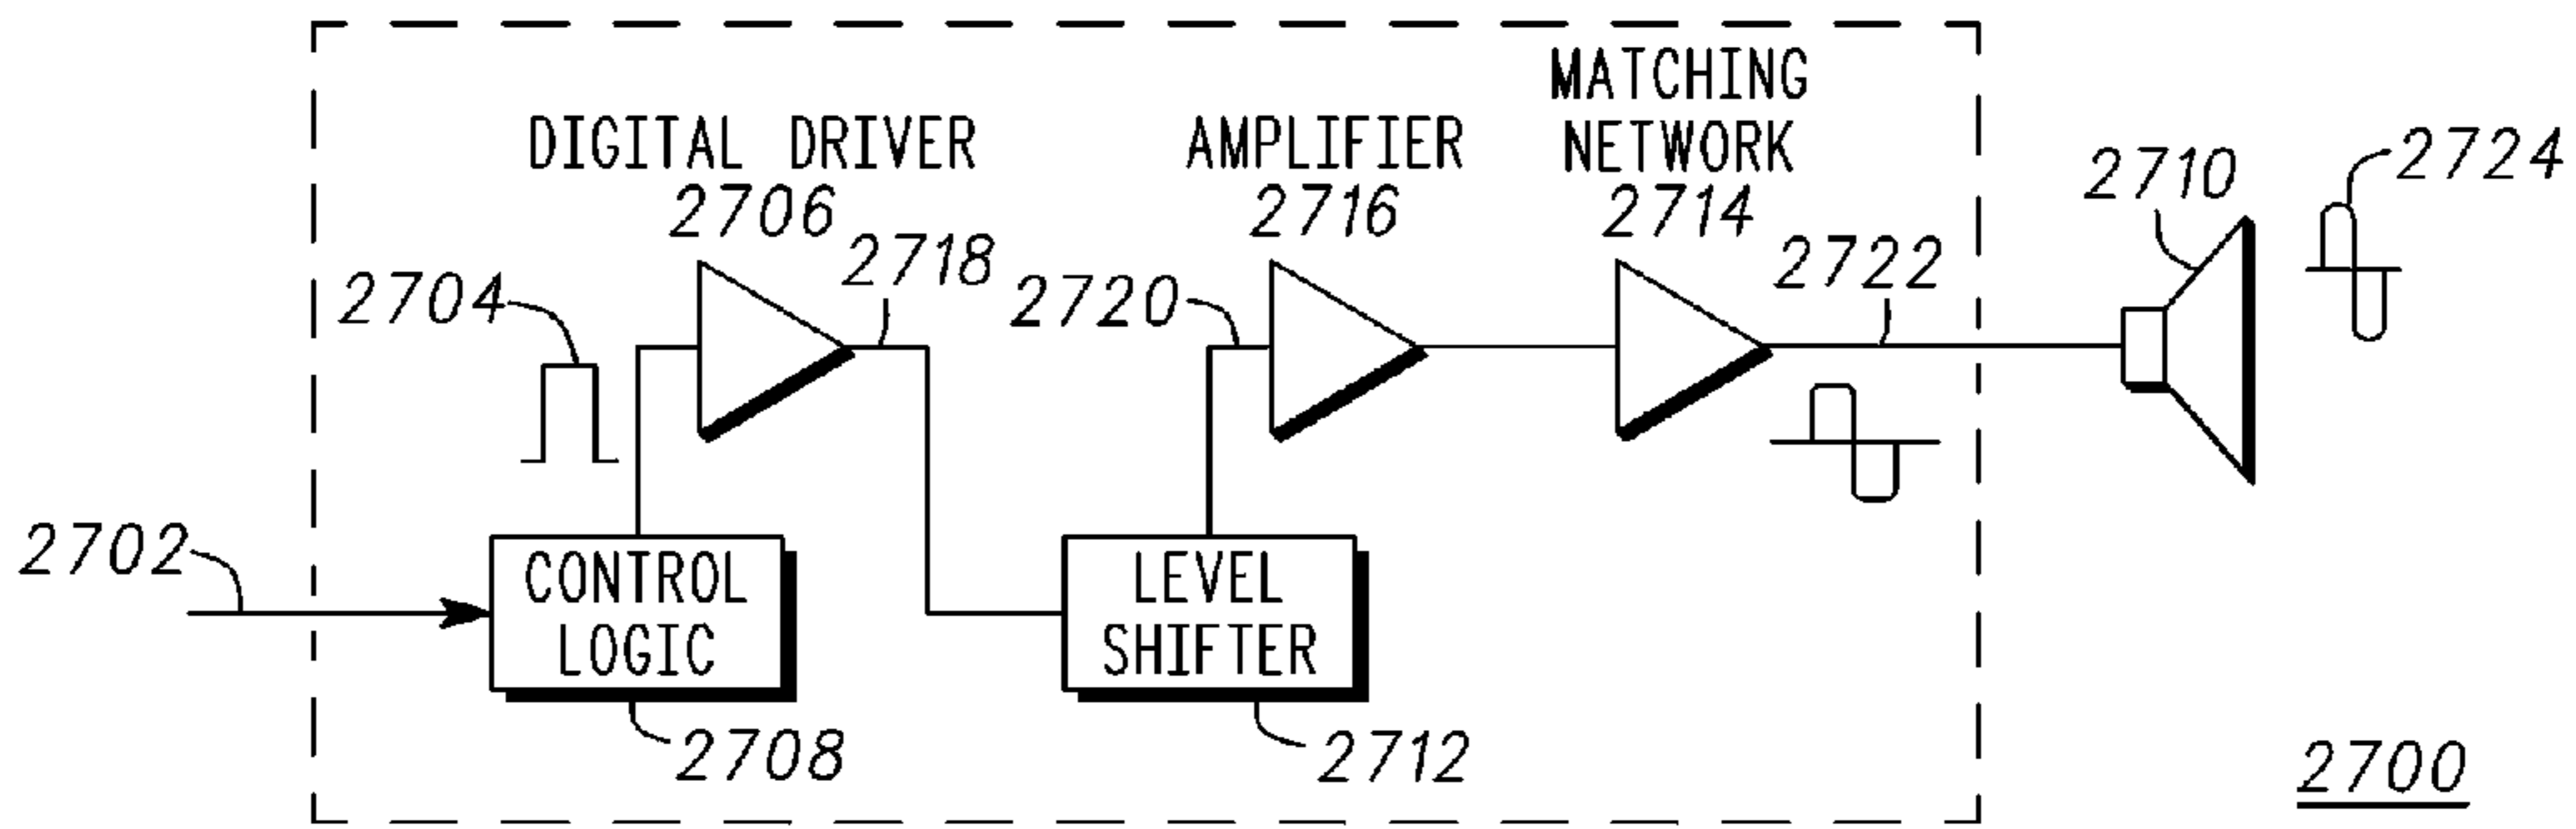 MATCHING
DIGITAL DRIVER
AMPLIFIER
NETWORK
2724
2710
2706
2716
2714
2718
2722
2704
2720
2702
CONTROL
LOGIC
LEVEL
SHIFTER
2708
2712
2700